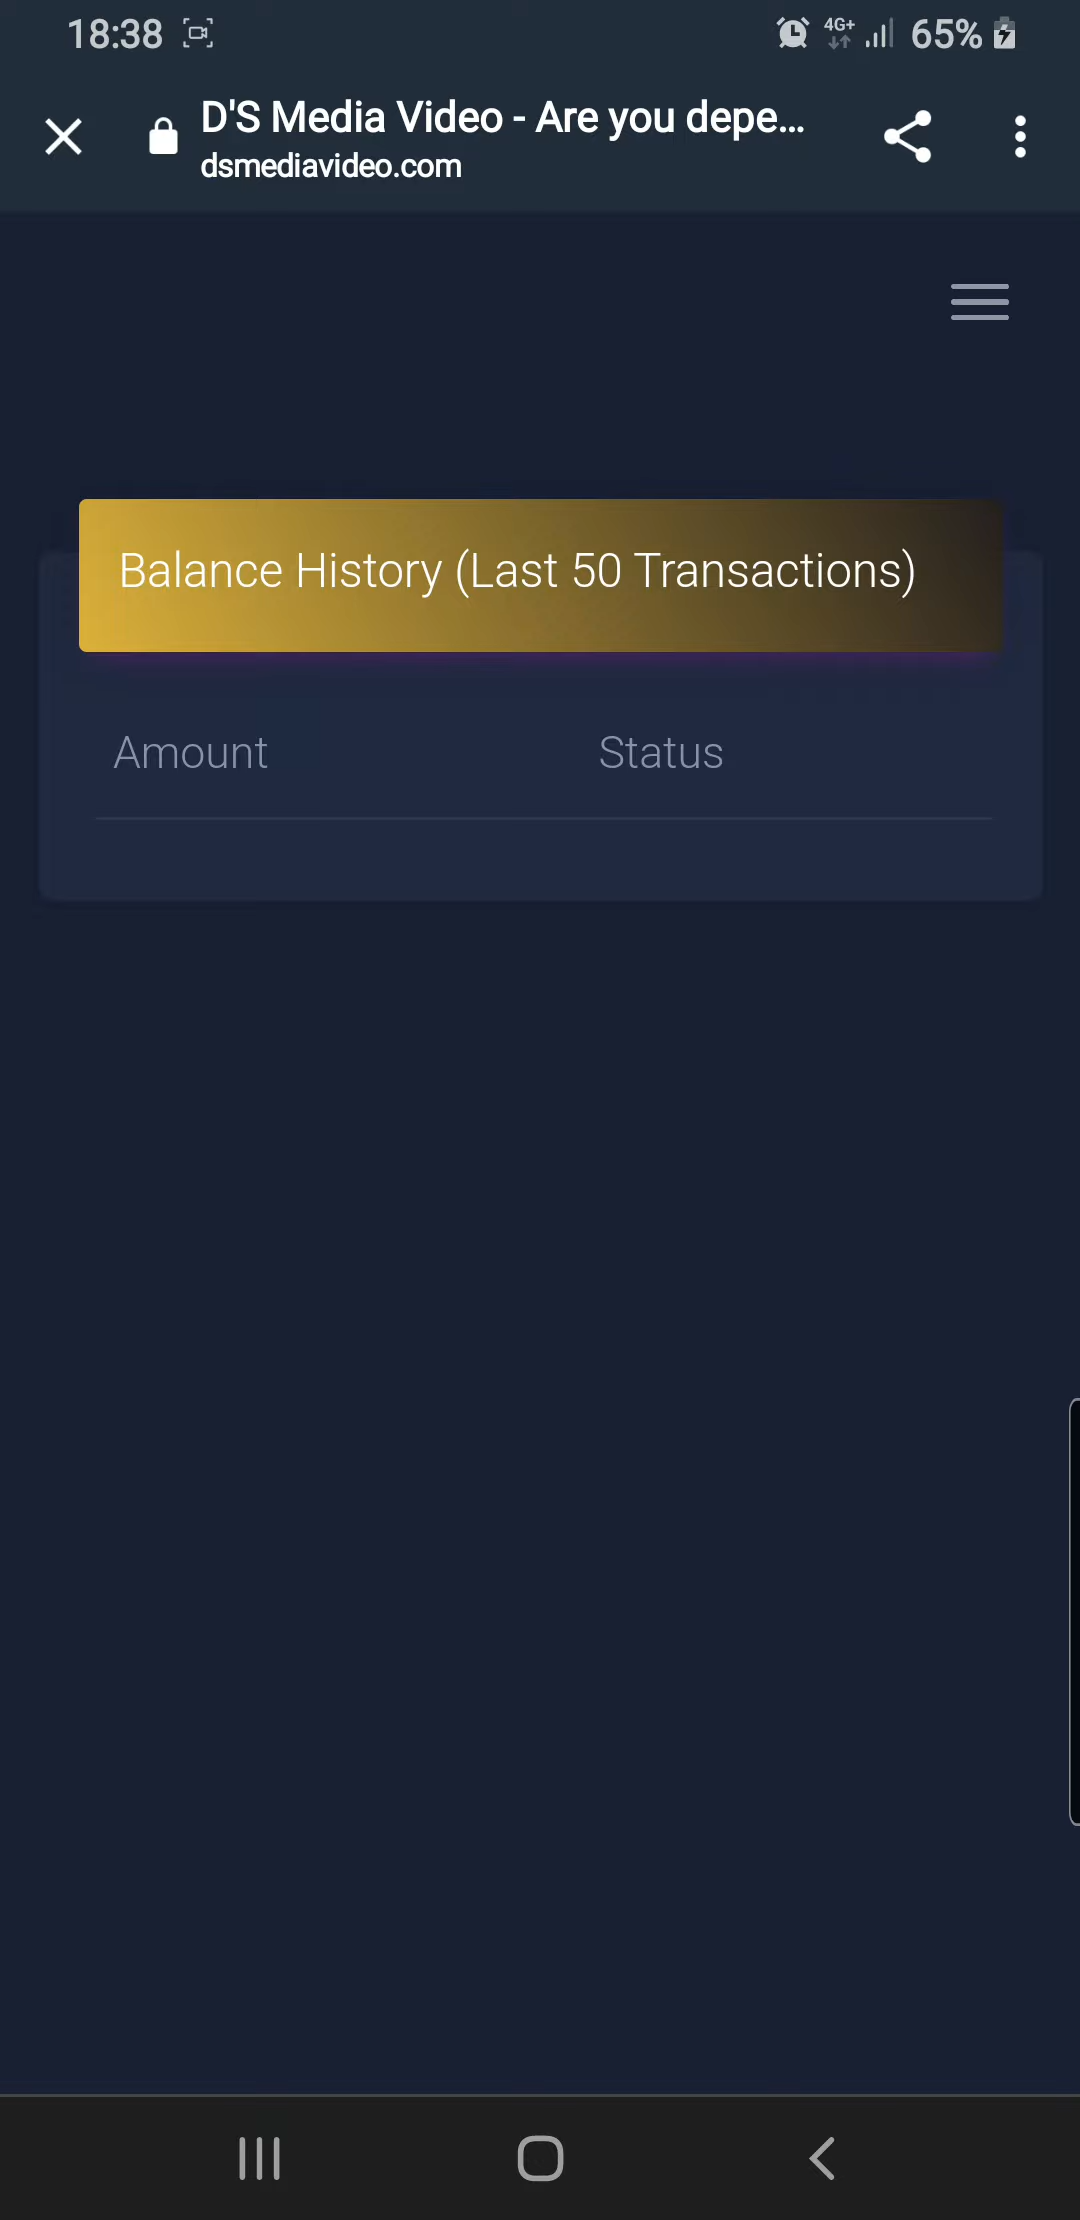 18:38
4G+ 65%
D'S Media Video - Are you depe...
dsmediavideo.com
Balance History (Last 50 Transactions)
Amount Status